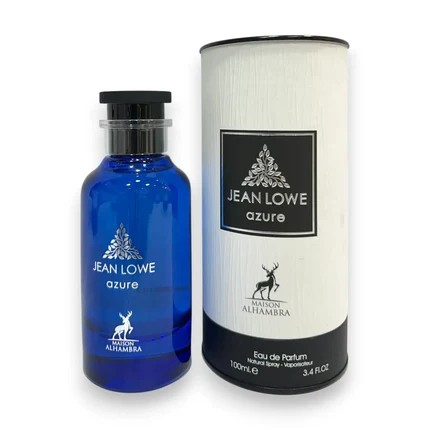 JEAN LOWE
azure
MAISON
ALHAMBRA
JEAN LOWE
azure
MAISON
ALHAMBRA
Eau de Parfum
Natural Spray - Vaporisateur
100ml.e 3.4 FL.OZ